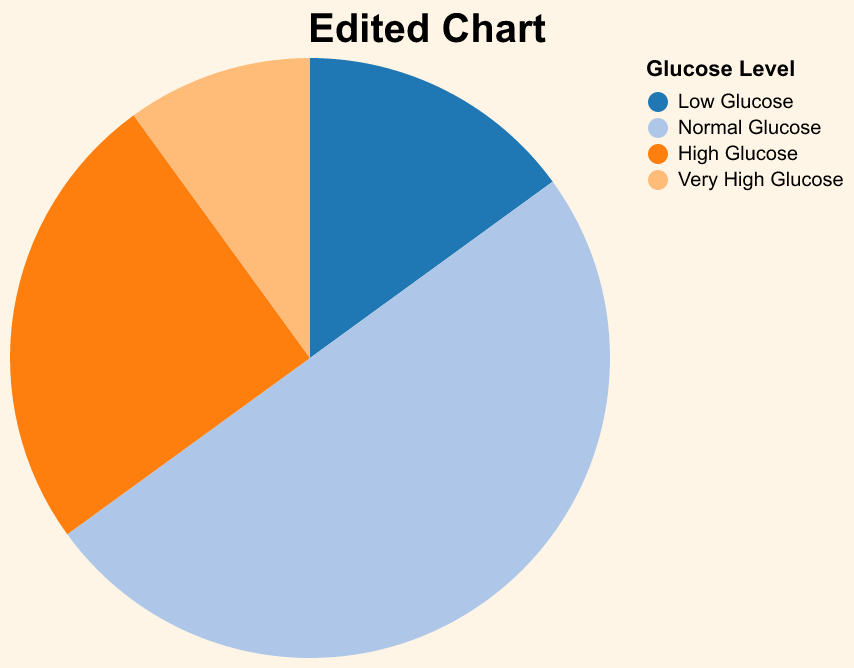 Edited Chart
Glucose Level
Low Glucose
Normal Glucose
High Glucose
Very High Glucose